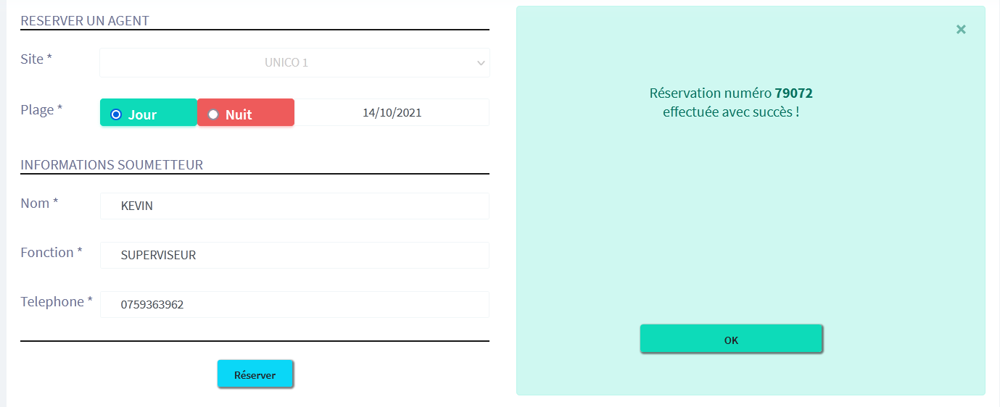 RESERVER UN AGENT
Site *
UNICO 1
Plage *
Jour
Nuit
14/10/2021
INFORMATIONS SOUMETTEUR
Nom *
KEVIN
Fonction *
SUPERVISEUR
Telephone *
0759363962
Réserver
×
Réservation numéro 79072
effectuée avec succès !
OK